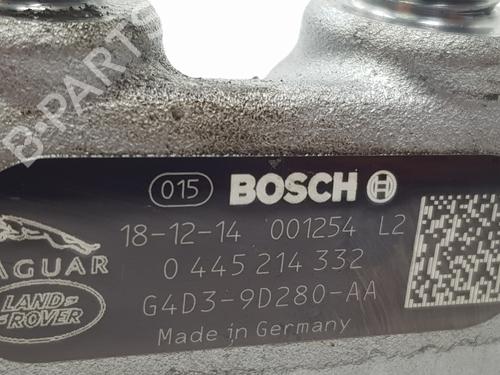 B-PARTS
015 BOSCH
18-12-14 001254 L2
0 445 214 332
G4D3-9D280-AA
Made in Germany
JAGUAR
LAND-
ROVER